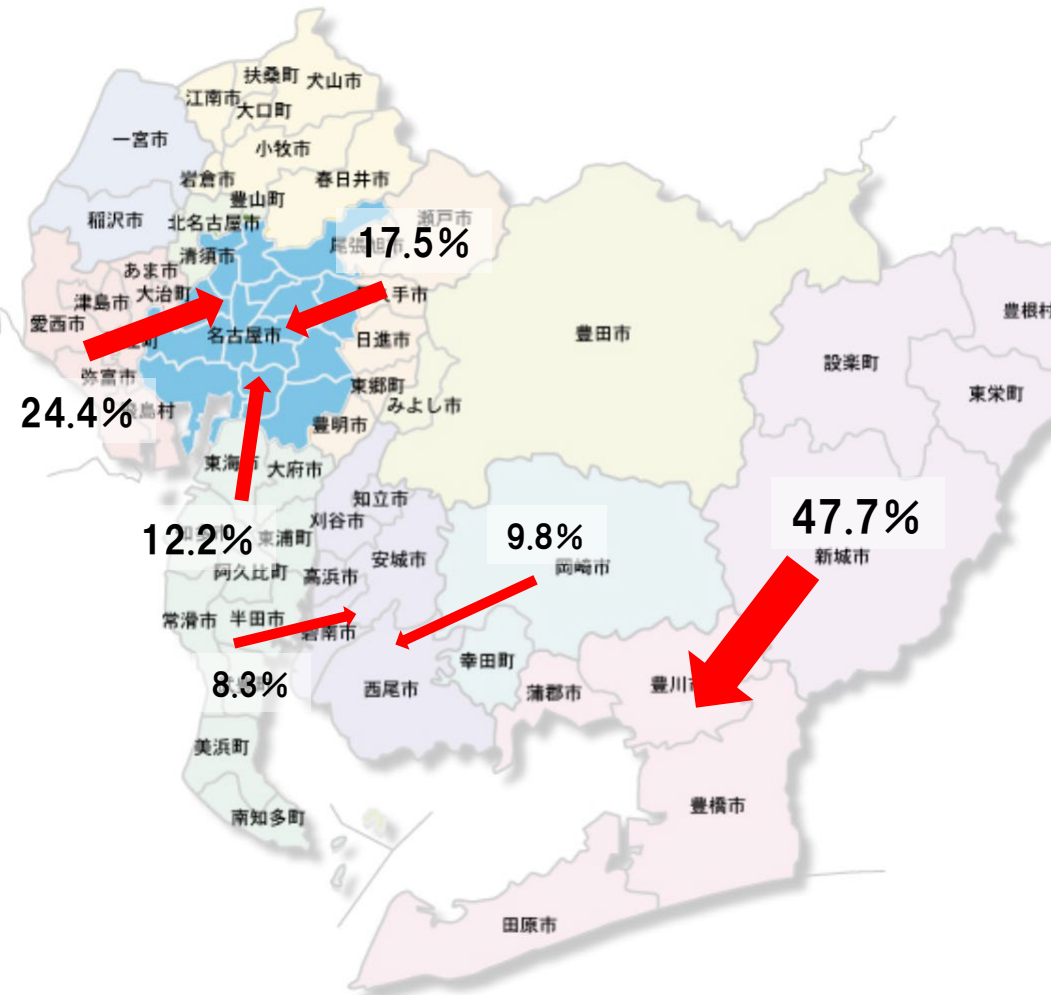 扶桑町
犬山市
江南市
大口町
一宮市
小牧市
岩倉市
春日井市
豊山町
稲沢市
北名古屋市
瀬戸市
尾張旭市
17.5%
清須市
あま市
大治町
津島市
愛西市
名古屋市
日進市
豊田市
豊根村
設楽町
弥富市
東郷町
みよし市
東栄町
24.4%
飛島村
豊明市
大府市
知立市
刈谷市
12.2%
東浦町
9.8%
47.7%
安城市
新城市
岡崎市
阿久比町
高浜市
常滑市
半田市
碧南市
8.3%
西尾市
幸田町
蒲郡市
豊川市
美浜町
豊橋市
南知多町
田原市